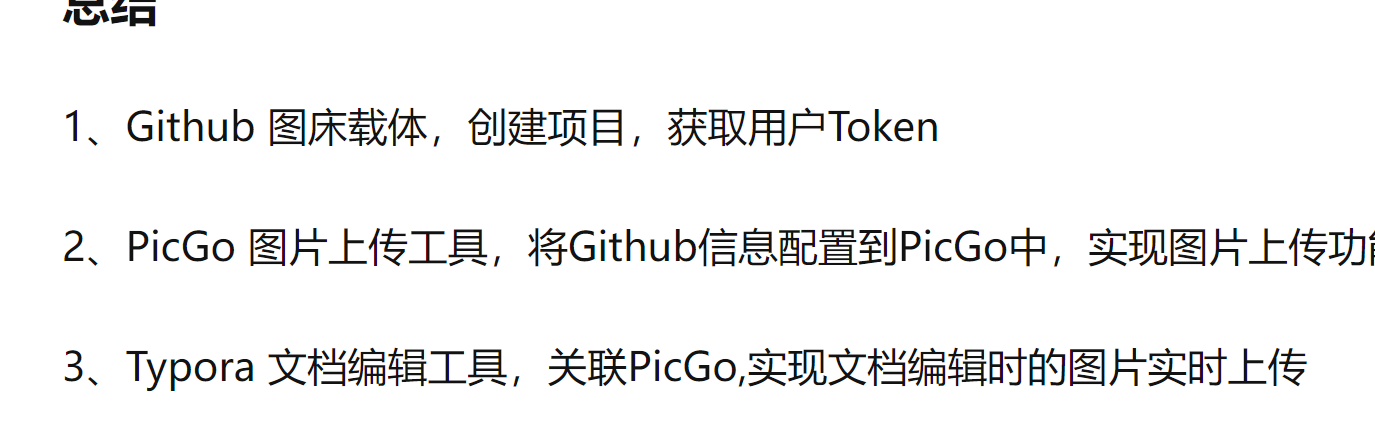 总结
1、Github 图床载体，创建项目，获取用户Token
2、PicGo 图片上传工具，将Github信息配置到PicGo中，实现图片上传功
3、Typora 文档编辑工具，关联PicGo,实现文档编辑时的图片实时上传